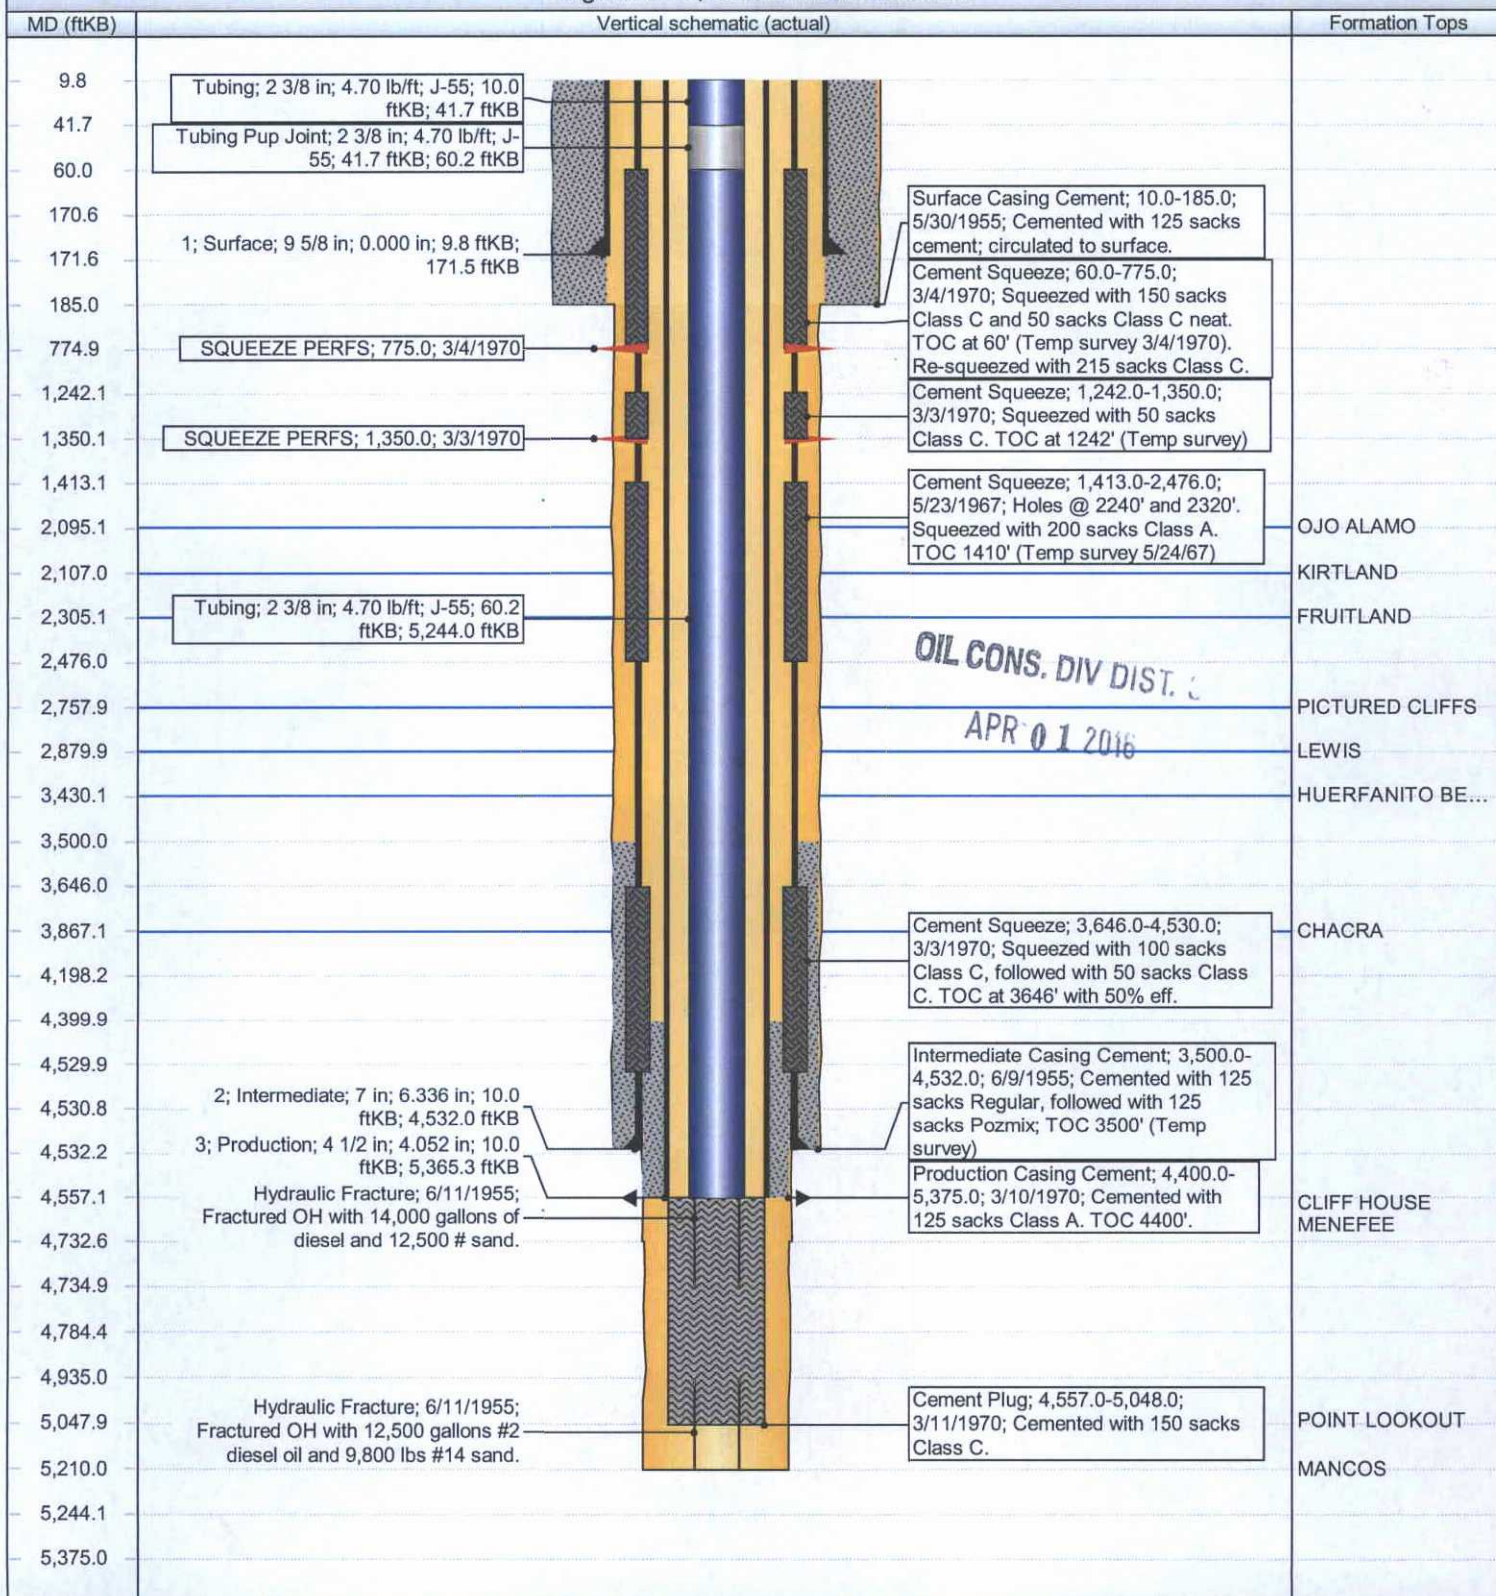 MD (ftKB)
Vertical schematic (actual)
Formation Tops
9.8
41.7
60.0
170.6
171.6
185.0
774.9
1,242.1
1,350.1
1,413.1
2,095.1
2,107.0
2,305.1
2,476.0
2,757.9
2,879.9
3,430.1
3,500.0
3,646.0
3,867.1
4,198.2
4,399.9
4,529.9
4,530.8
4,532.2
4,557.1
4,732.6
4,734.9
4,784.4
4,935.0
5,047.9
5,210.0
5,244.1
5,375.0
Tubing; 2 3/8 in; 4.70 lb/ft; J-55; 10.0
ftKB; 41.7 ftKB
Tubing Pup Joint; 2 3/8 in; 4.70 lb/ft; J-
55; 41.7 ftKB; 60.2 ftKB
1; Surface; 9 5/8 in; 0.000 in; 9.8 ftKB;
171.5 ftKB
SQUEEZE PERFS; 775.0; 3/4/1970
SQUEEZE PERFS; 1,350.0; 3/3/1970
Tubing; 2 3/8 in; 4.70 lb/ft; J-55; 60.2
ftKB; 5,244.0 ftKB
2; Intermediate; 7 in; 6.336 in; 10.0
ftKB; 4,532.0 ftKB
3; Production; 4 1/2 in; 4.052 in; 10.0
ftKB; 5,365.3 ftKB
Hydraulic Fracture; 6/11/1955;
Fractured OH with 14,000 gallons of
diesel and 12,500 # sand.
Hydraulic Fracture; 6/11/1955;
Fractured OH with 12,500 gallons #2
diesel oil and 9,800 lbs #14 sand.
Surface Casing Cement; 10.0-185.0;
5/30/1955; Cemented with 125 sacks
cement; circulated to surface.
Cement Squeeze; 60.0-775.0;
3/4/1970; Squeezed with 150 sacks
Class C and 50 sacks Class C neat.
TOC at 60' (Temp survey 3/4/1970).
Re-squeezed with 215 sacks Class C.
Cement Squeeze; 1,242.0-1,350.0;
3/3/1970; Squeezed with 50 sacks
Class C. TOC at 1242' (Temp survey)
Cement Squeeze; 1,413.0-2,476.0;
5/23/1967; Holes @ 2240' and 2320'.
Squeezed with 200 sacks Class A.
TOC 1410' (Temp survey 5/24/67)
OIL CONS. DIV DIST.
APR 01 2016
Cement Squeeze; 3,646.0-4,530.0;
3/3/1970; Squeezed with 100 sacks
Class C, followed with 50 sacks Class
C. TOC at 3646' with 50% eff.
Intermediate Casing Cement; 3,500.0-
4,532.0; 6/9/1955; Cemented with 125
sacks Regular, followed with 125
sacks Pozmix; TOC 3500' (Temp
survey)
Production Casing Cement; 4,400.0-
5,375.0; 3/10/1970; Cemented with
125 sacks Class A. TOC 4400'.
Cement Plug; 4,557.0-5,048.0;
3/11/1970; Cemented with 150 sacks
Class C.
OJO ALAMO
KIRTLAND
FRUITLAND
PICTURED CLIFFS
LEWIS
HUERFANITO BE...
CHACRA
CLIFF HOUSE
MENEFEE
POINT LOOKOUT
MANCOS